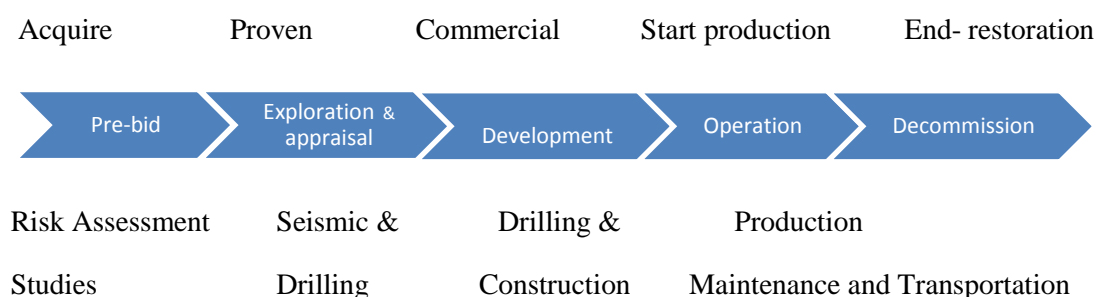 Acquire Proven Commercial Start production End- restoration
Pre-bid
Exploration &
appraisal
Development
Operation
Decommission
Risk Assessment Seismic & Drilling & Production
Studies Drilling Construction Maintenance and Transportation